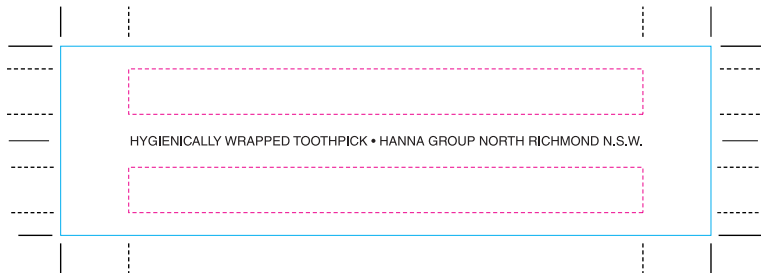 HYGIENICALLY WRAPPED TOOTHPICK • HANNA GROUP NORTH RICHMOND N.S.W.